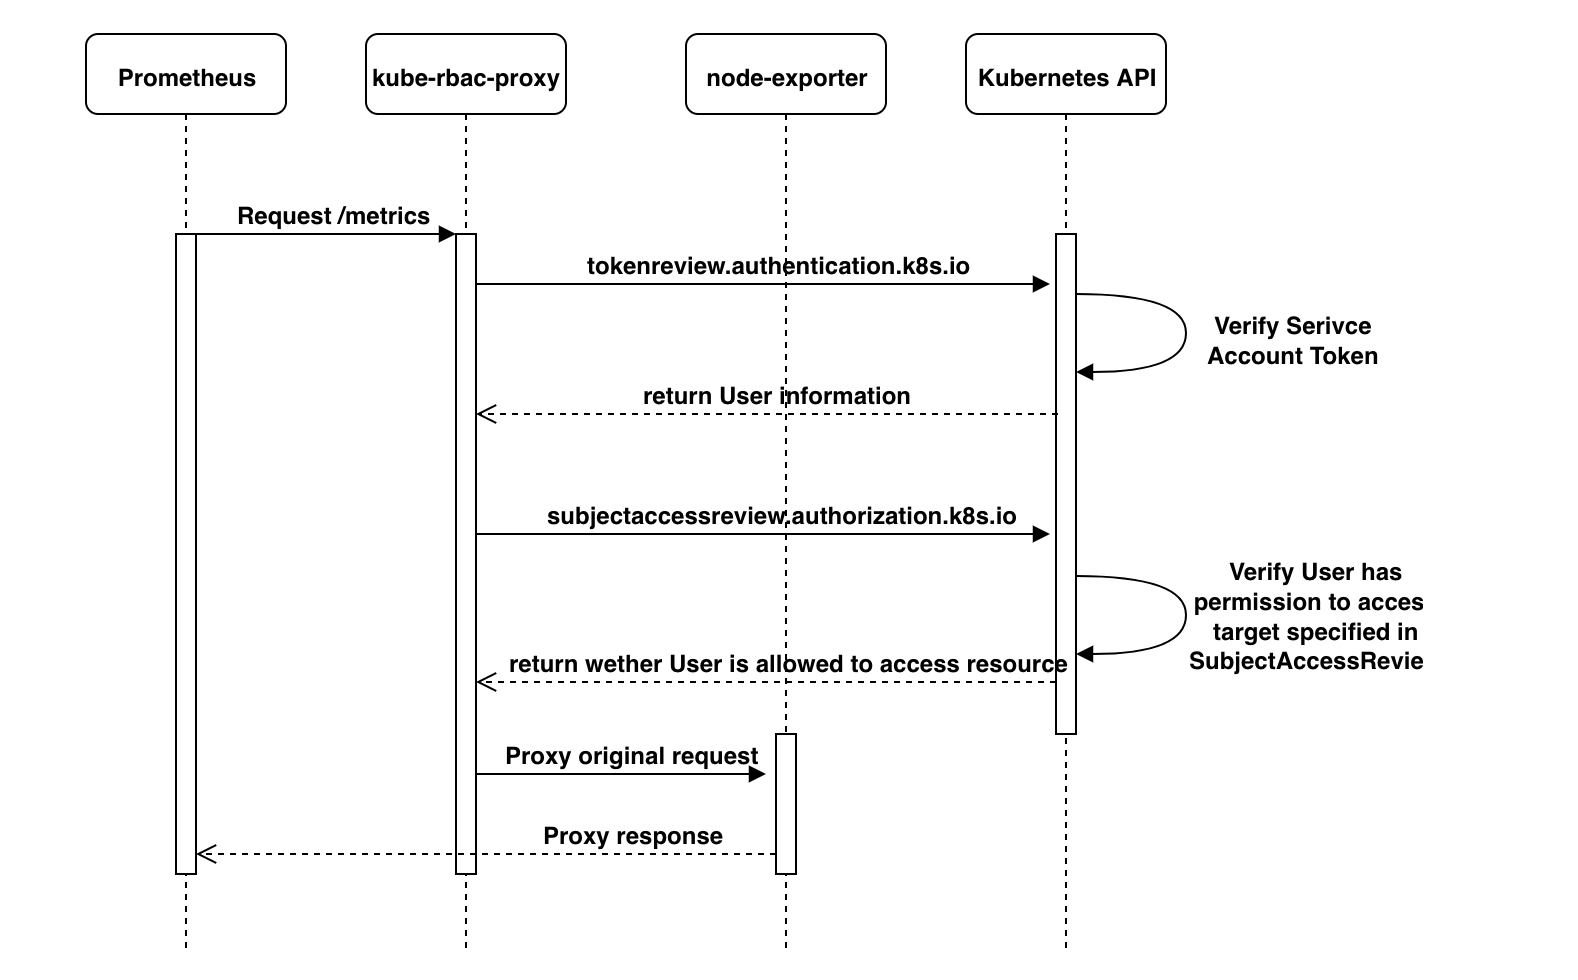 Prometheus
kube-rbac-proxy
node-exporter
Kubernetes API
Request /metrics
tokenreview.authentication.k8s.io
Verify Serivce
Account Token
return User information
subjectaccessreview.authorization.k8s.io
Verify User has
permission to acces
target specified in
SubjectAccessRevie
return wether User is allowed to access resource
Proxy original request
Proxy response